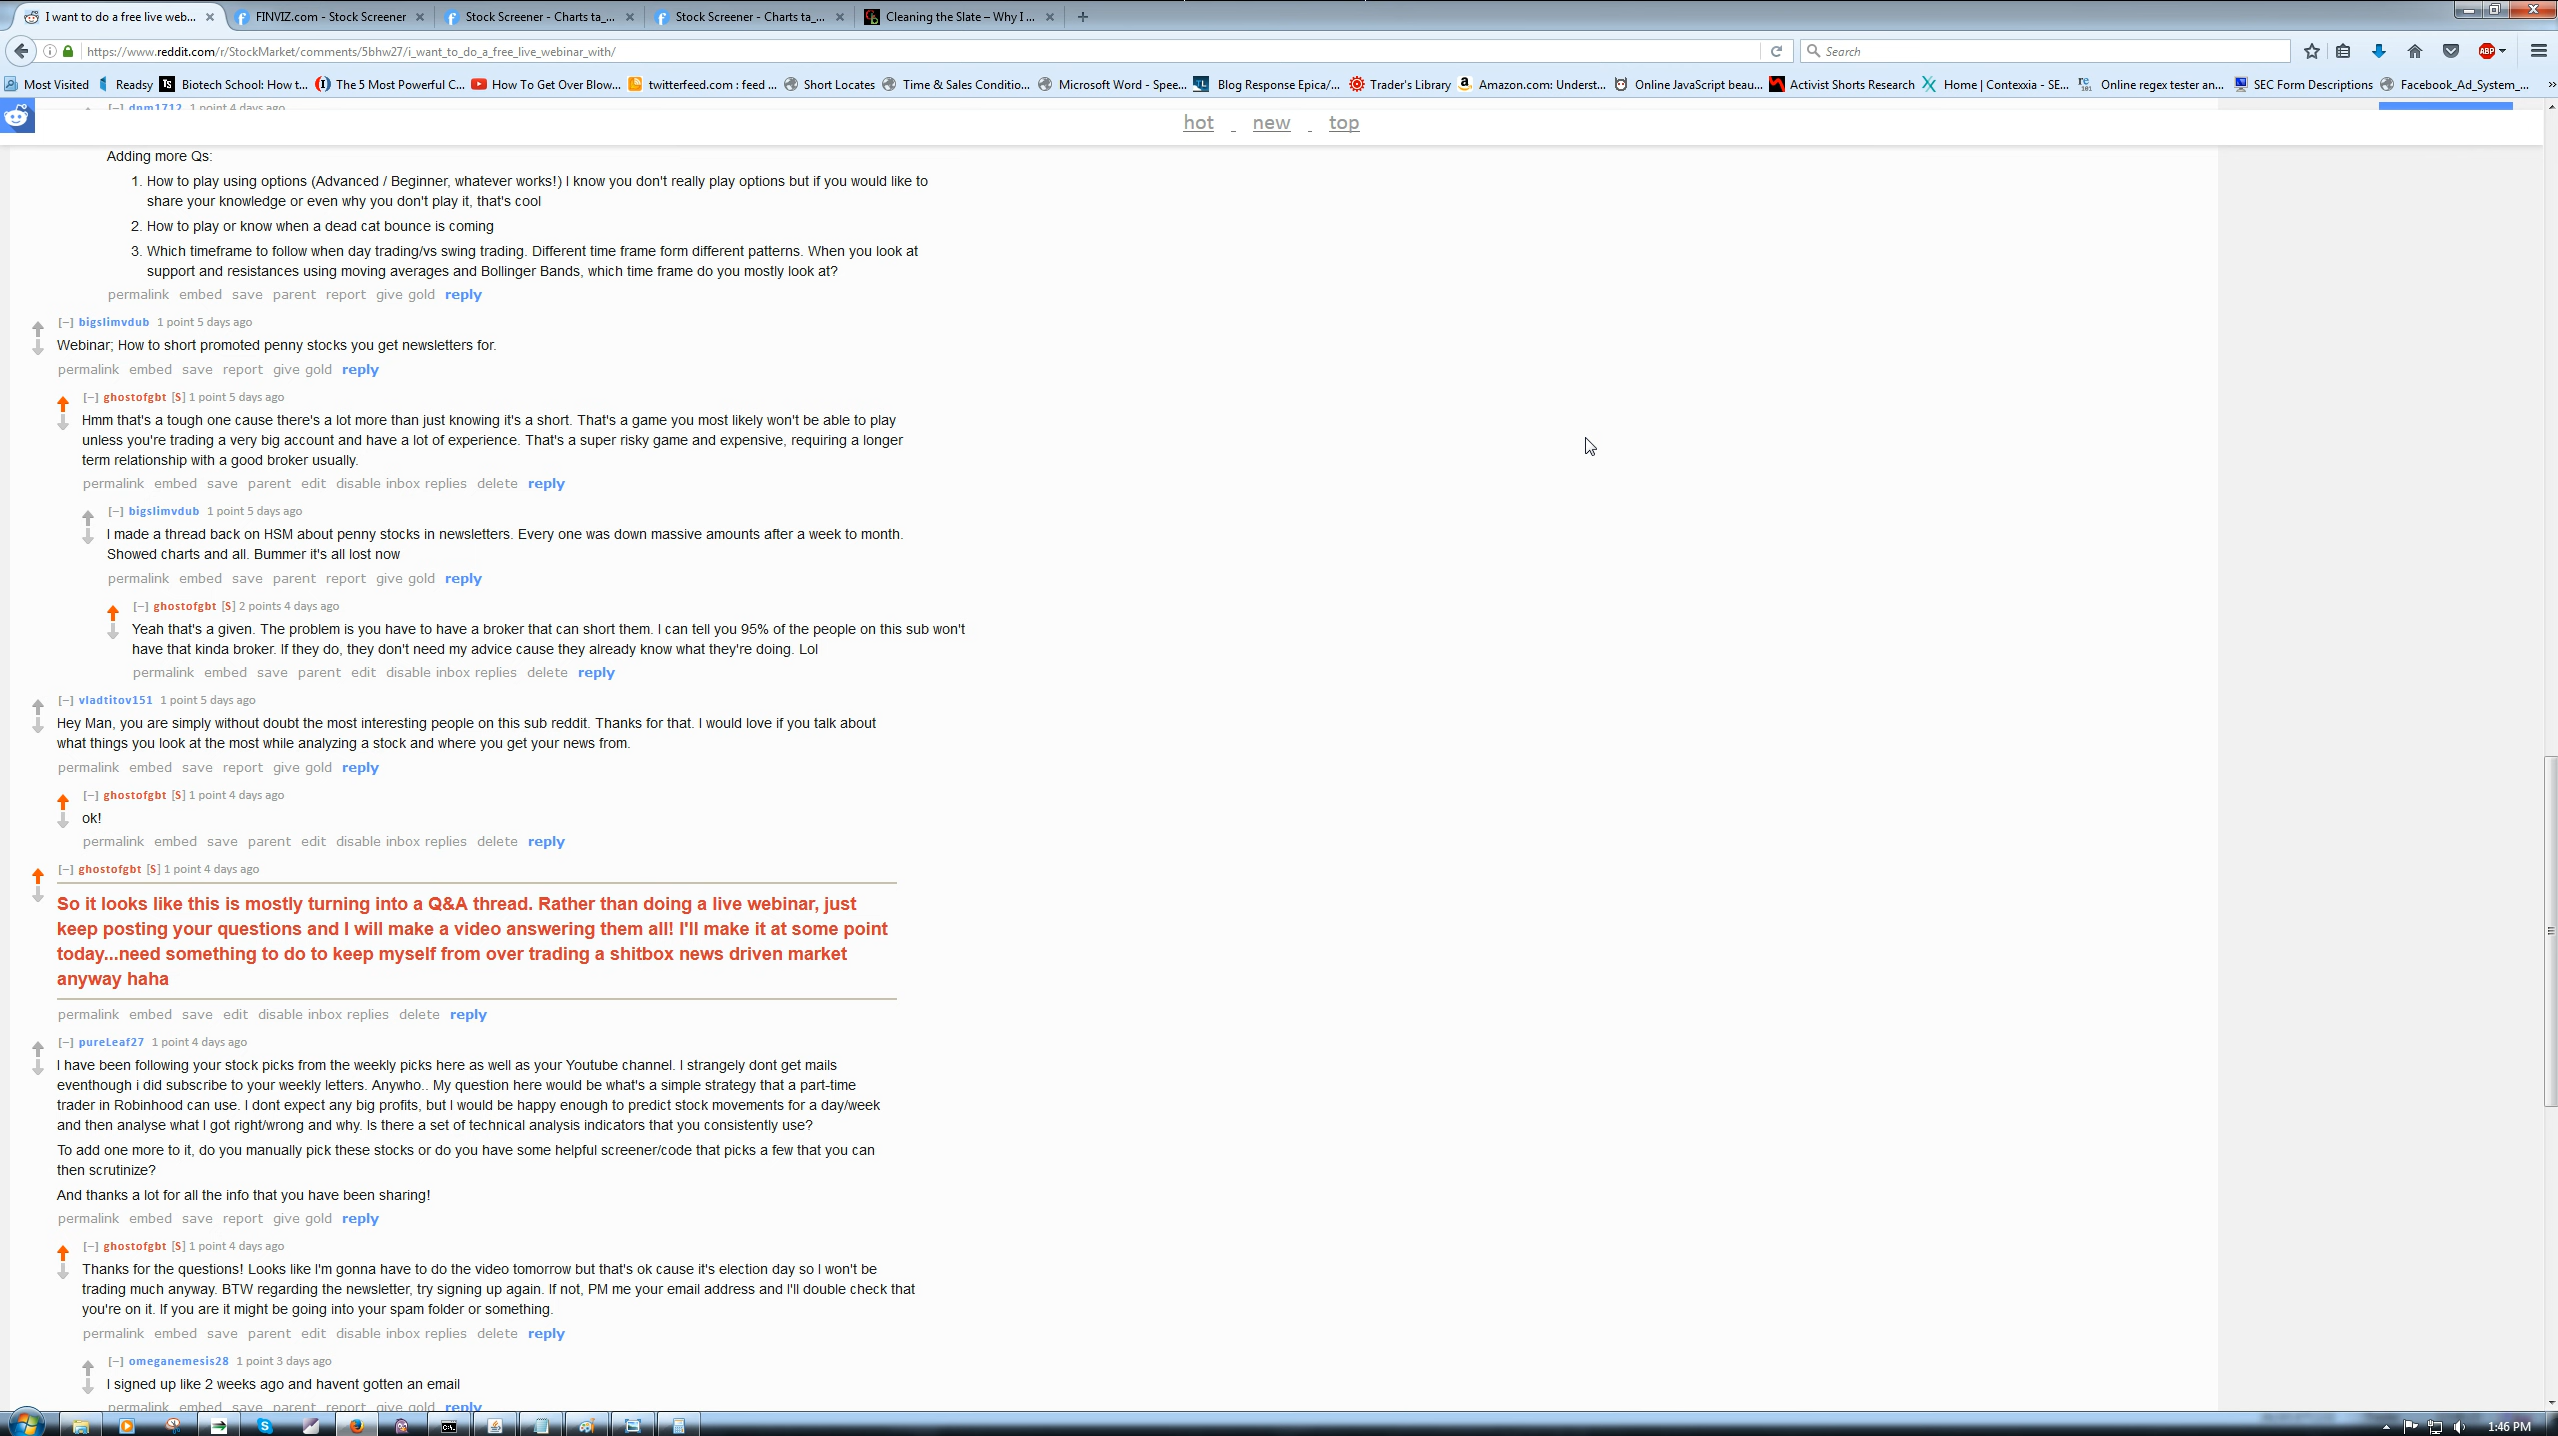 I want to do a free live web...
FINVIZ.com - Stock Screener
Stock Screener - Charts ta_...
Stock Screener - Charts ta_...
Cleaning the Slate – Why I ...
https://www.reddit.com/r/StockMarket/comments/5bhw27/i_want_to_do_a_free_live_webinar_with/
Search
ABP
Most Visited
Readsy
Biotech School: How t...
The 5 Most Powerful C...
How To Get Over Blow...
twitterfeed.com : feed ...
Short Locates
Time & Sales Conditio...
Microsoft Word - Spee...
Blog Response Epica/...
Trader's Library
Amazon.com: Underst...
Online JavaScript beau...
Activist Shorts Research
Home | Contexxia - SE...
Online regex tester an...
SEC Form Descriptions
Facebook_Ad_System_...
[–] dnm1712 1 point 4 days ago
hot new top
Adding more Qs:
1. How to play using options (Advanced / Beginner, whatever works!) I know you don't really play options but if you would like to
share your knowledge or even why you don't play it, that's cool
2. How to play or know when a dead cat bounce is coming
3. Which timeframe to follow when day trading/vs swing trading. Different time frame form different patterns. When you look at
support and resistances using moving averages and Bollinger Bands, which time frame do you mostly look at?
permalink embed save parent report give gold reply
[–] bigslimvdub 1 point 5 days ago
Webinar; How to short promoted penny stocks you get newsletters for.
permalink embed save report give gold reply
[–] ghostofgbt [S] 1 point 5 days ago
Hmm that's a tough one cause there's a lot more than just knowing it's a short. That's a game you most likely won't be able to play
unless you're trading a very big account and have a lot of experience. That's a super risky game and expensive, requiring a longer
term relationship with a good broker usually.
permalink embed save parent edit disable inbox replies delete reply
[–] bigslimvdub 1 point 5 days ago
I made a thread back on HSM about penny stocks in newsletters. Every one was down massive amounts after a week to month.
Showed charts and all. Bummer it's all lost now
permalink embed save parent report give gold reply
[–] ghostofgbt [S] 2 points 4 days ago
Yeah that's a given. The problem is you have to have a broker that can short them. I can tell you 95% of the people on this sub won't
have that kinda broker. If they do, they don't need my advice cause they already know what they're doing. Lol
permalink embed save parent edit disable inbox replies delete reply
[–] vladtitov151 1 point 5 days ago
Hey Man, you are simply without doubt the most interesting people on this sub reddit. Thanks for that. I would love if you talk about
what things you look at the most while analyzing a stock and where you get your news from.
permalink embed save report give gold reply
[–] ghostofgbt [S] 1 point 4 days ago
ok!
permalink embed save parent edit disable inbox replies delete reply
[–] ghostofgbt [S] 1 point 4 days ago
So it looks like this is mostly turning into a Q&A thread. Rather than doing a live webinar, just
keep posting your questions and I will make a video answering them all! I'll make it at some point
today...need something to do to keep myself from over trading a shitbox news driven market
anyway haha
permalink embed save edit disable inbox replies delete reply
[–] pureLeaf27 1 point 4 days ago
I have been following your stock picks from the weekly picks here as well as your Youtube channel. I strangely dont get mails
eventhough i did subscribe to your weekly letters. Anywho.. My question here would be what's a simple strategy that a part-time
trader in Robinhood can use. I dont expect any big profits, but I would be happy enough to predict stock movements for a day/week
and then analyse what I got right/wrong and why. Is there a set of technical analysis indicators that you consistently use?
To add one more to it, do you manually pick these stocks or do you have some helpful screener/code that picks a few that you can
then scrutinize?
And thanks a lot for all the info that you have been sharing!
permalink embed save report give gold reply
[–] ghostofgbt [S] 1 point 4 days ago
Thanks for the questions! Looks like I'm gonna have to do the video tomorrow but that's ok cause it's election day so I won't be
trading much anyway. BTW regarding the newsletter, try signing up again. If not, PM me your email address and I'll double check that
you're on it. If you are it might be going into your spam folder or something.
permalink embed save parent edit disable inbox replies delete reply
[–] omeganemesis28 1 point 3 days ago
I signed up like 2 weeks ago and havent gotten an email
permalink embed save parent report give gold reply
1:46 PM